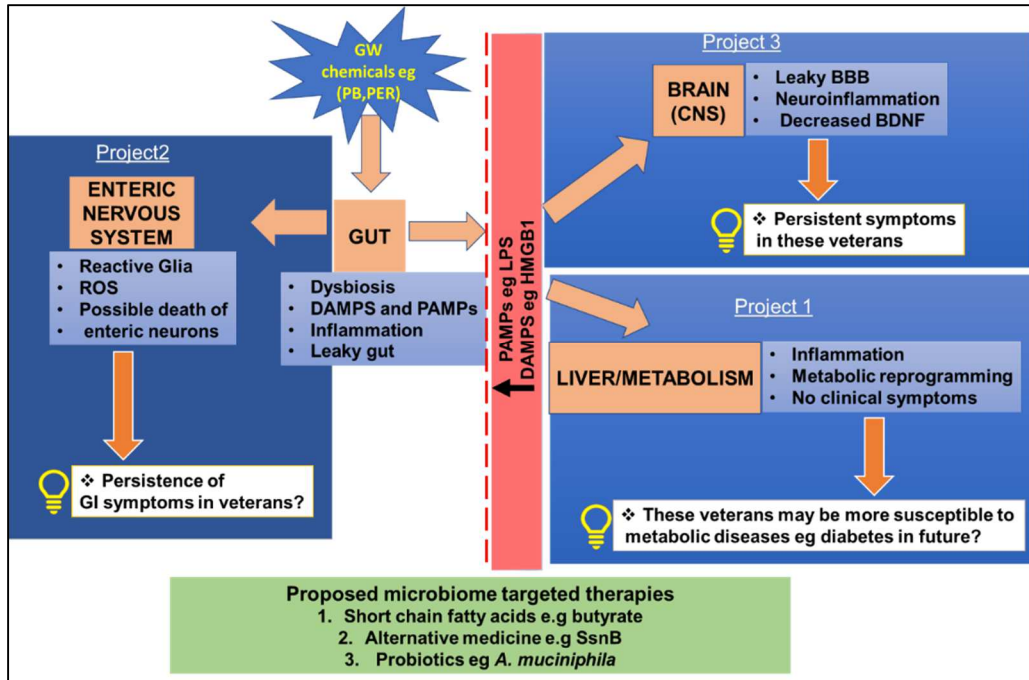 GW
chemicals eg
(PB,PER)
Project2
ENTERIC
NERVOUS
SYSTEM
• Reactive Glia
• ROS
• Possible death of
• enteric neurons
❖ Persistence of
GI symptoms in veterans?
GUT
• Dysbiosis
• DAMPS and PAMPs
• Inflammation
• Leaky gut
PAMPs eg LPS
DAMPS eg HMGB1
Project 3
BRAIN
(CNS)
• Leaky BBB
• Neuroinflammation
• Decreased BDNF
❖ Persistent symptoms
in these veterans
Project 1
LIVER/METABOLISM
• Inflammation
• Metabolic reprogramming
• No clinical symptoms
❖ These veterans may be more susceptible to
metabolic diseases eg diabetes in future?
Proposed microbiome targeted therapies
1. Short chain fatty acids e.g butyrate
2. Alternative medicine e.g SsnB
3. Probiotics eg A. muciniphila